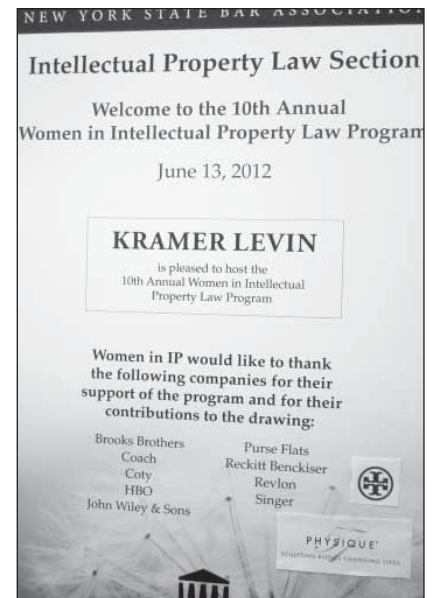 NEW YORK STATE BAR ASSOCIATION
Intellectual Property Law Section
Welcome to the 10th Annual
Women in Intellectual Property Law Program
June 13, 2012
KRAMER LEVIN
is pleased to host the
10th Annual Women in Intellectual
Property Law Program
Women in IP would like to thank
the following companies for their
support of the program and for their
contributions to the drawing:
Brooks Brothers
Coach
Coty
HBO
John Wiley & Sons
Purse Flats
Reckitt Benckiser
Revlon
Singer
PHYSIQUE
SCULPTING BODIES CHANGING LIVES